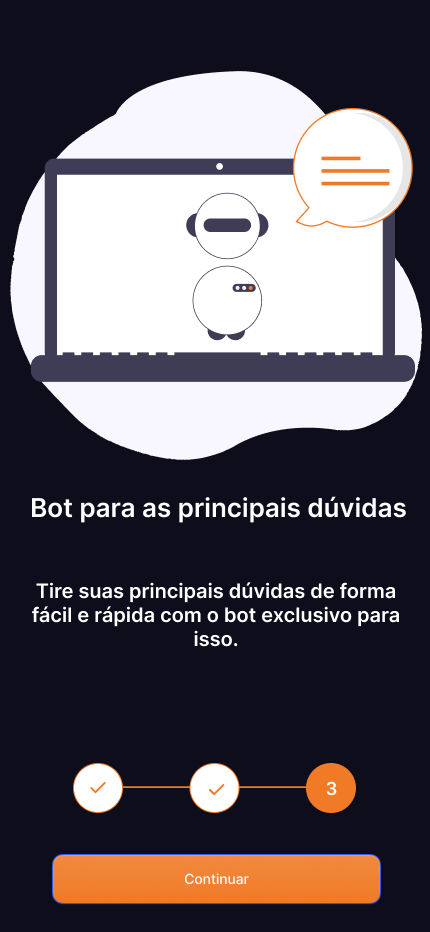 Bot para as principais dúvidas
Tire suas principais dúvidas de forma
fácil e rápida com o bot exclusivo para
isso.
3
Continuar